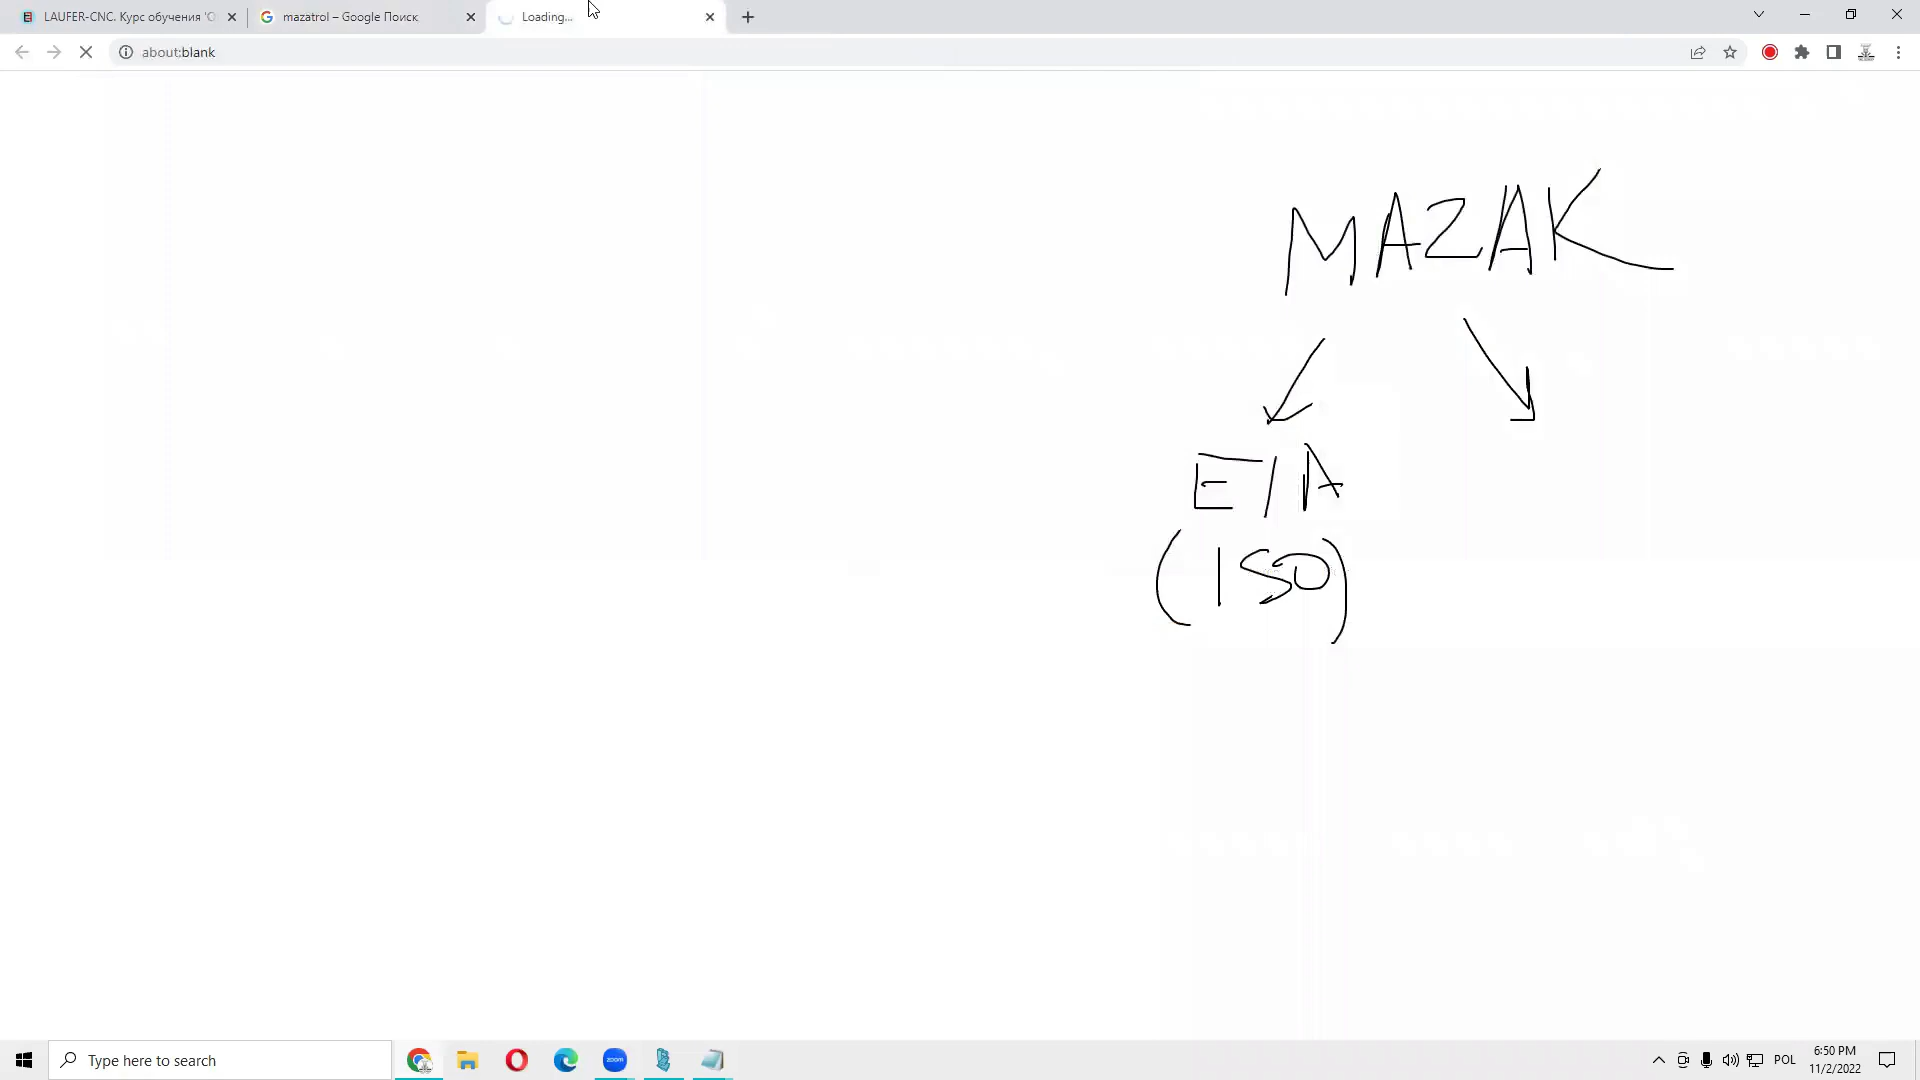 LAUFER-CNC. Курс обучения "О
mazatrol – Google Поиск
Loading...
about:blank
MAZAK
EIA
(ISO)
Type here to search
zoom
POL
6:50 PM
11/2/2022